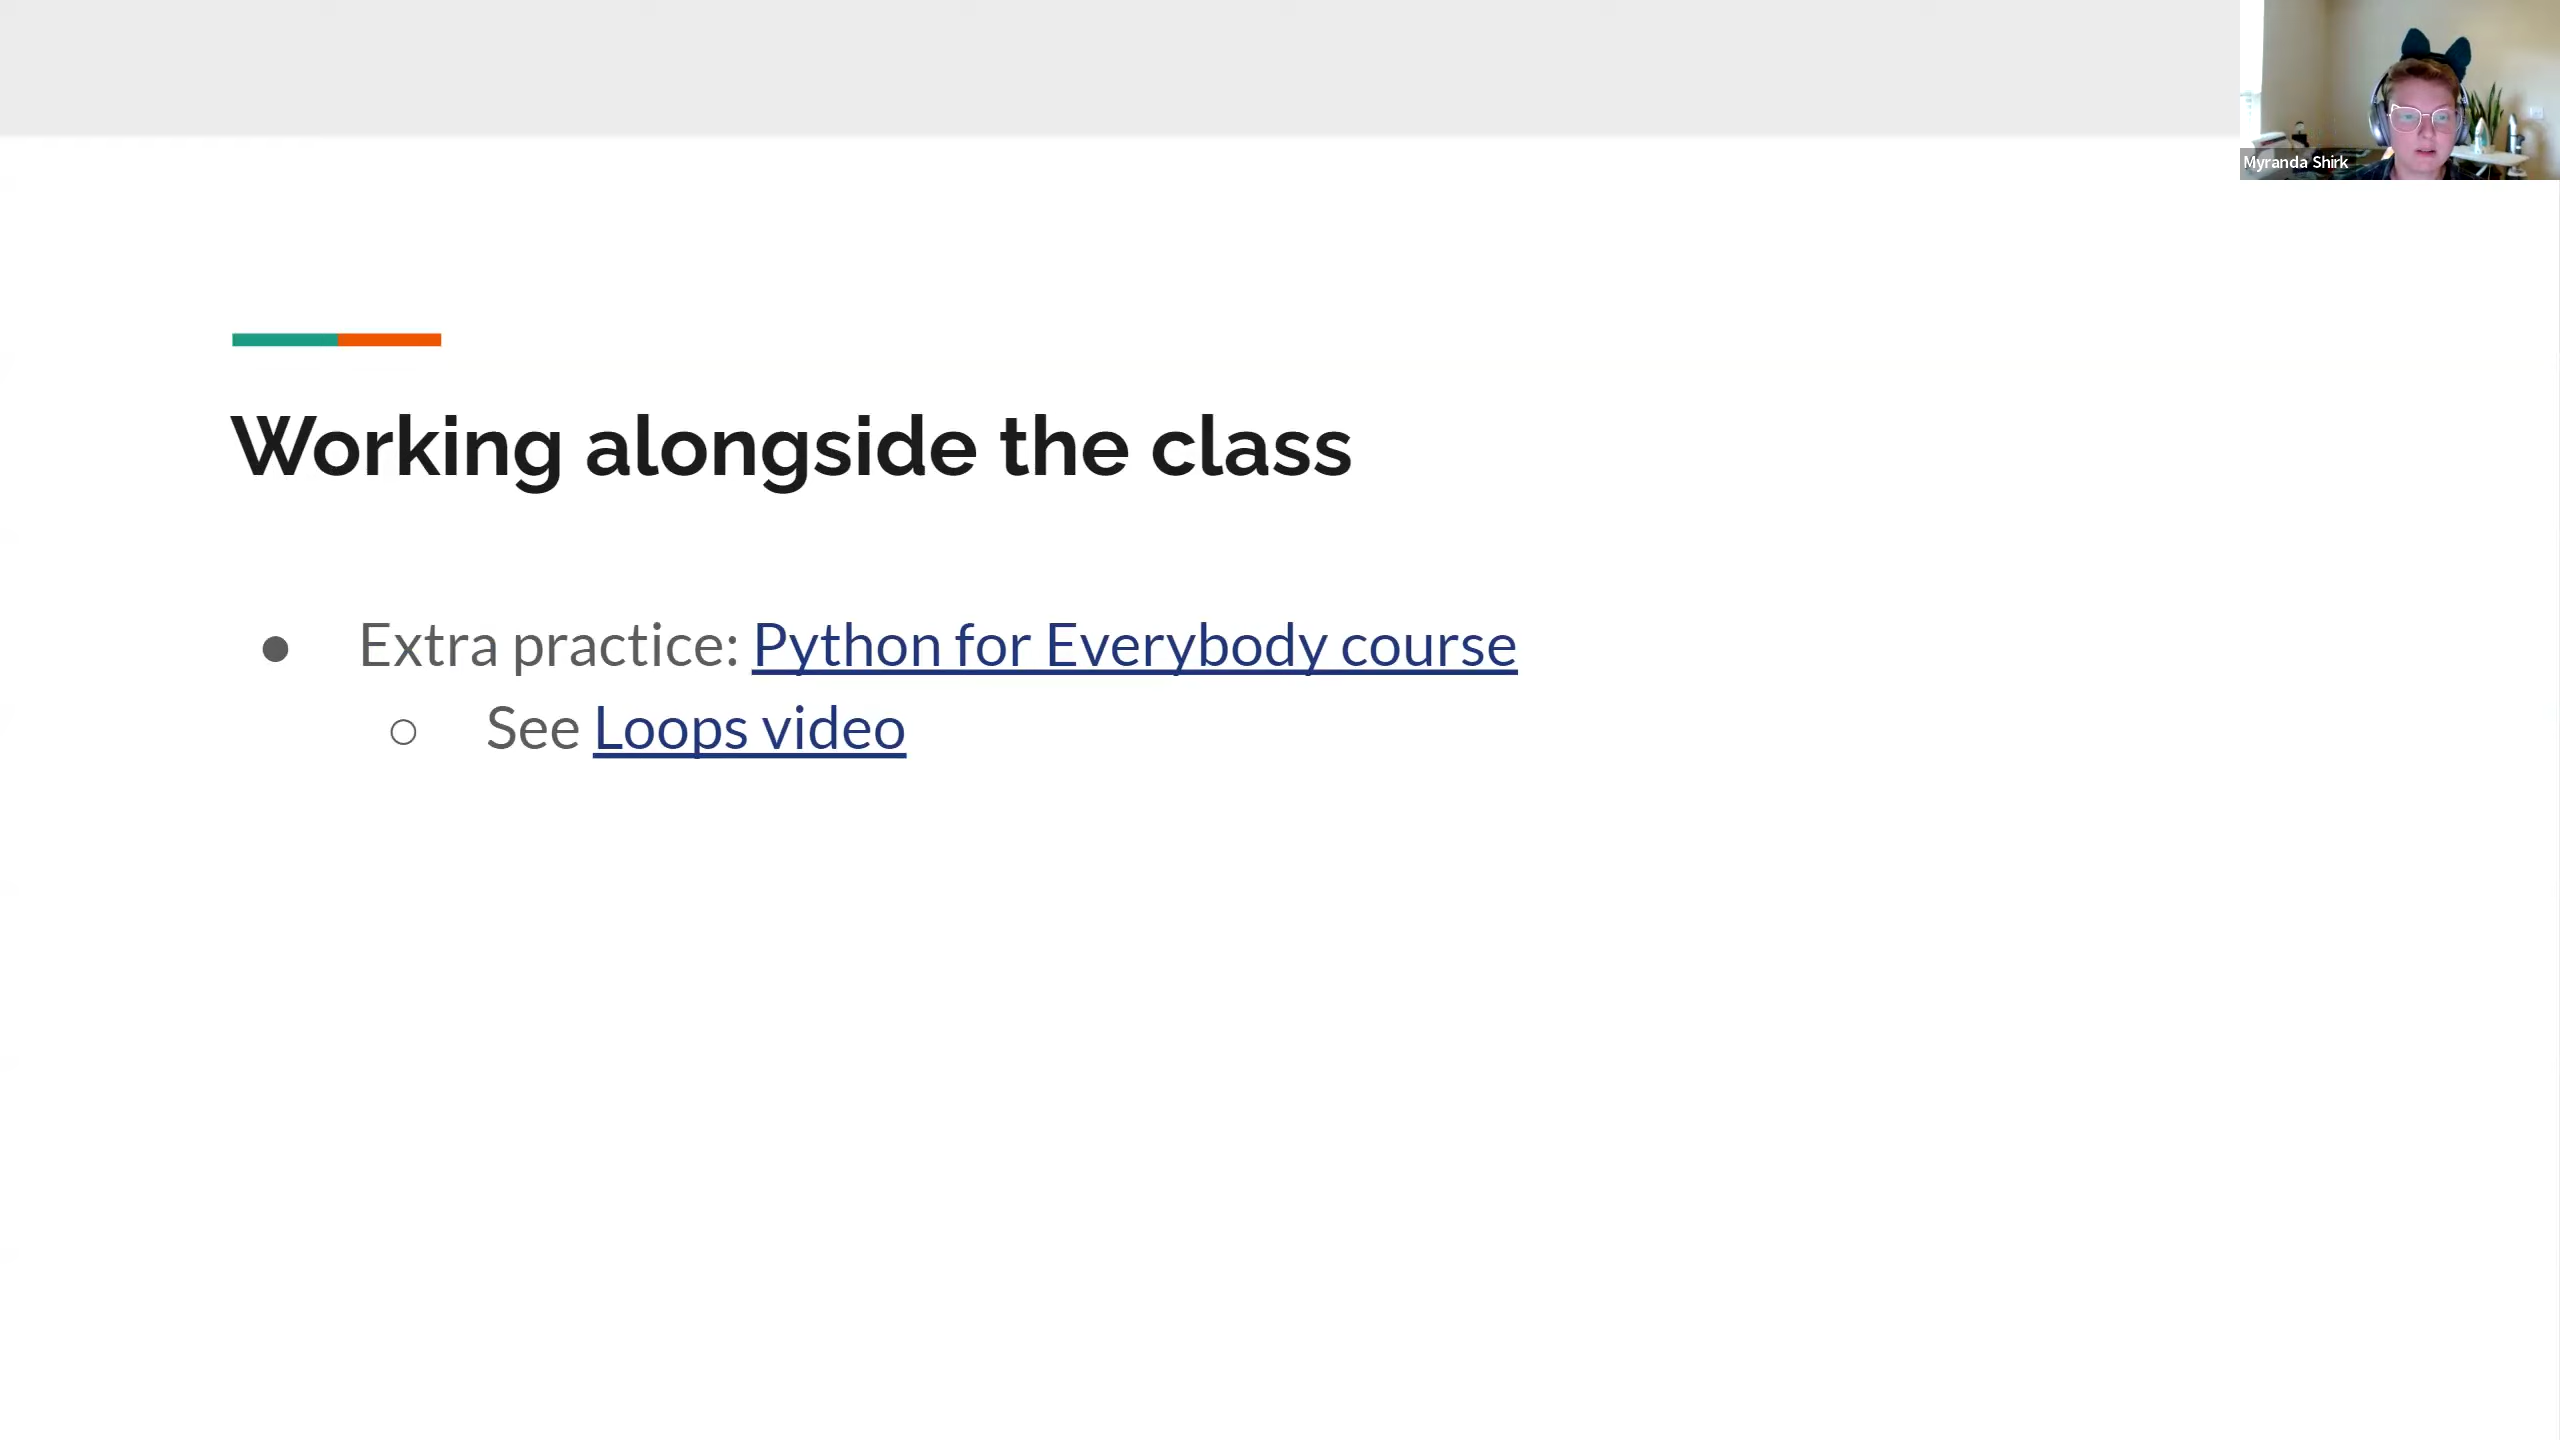 Myranda Shirk
Working alongside the class
● Extra practice: Python for Everybody course
○ See Loops video